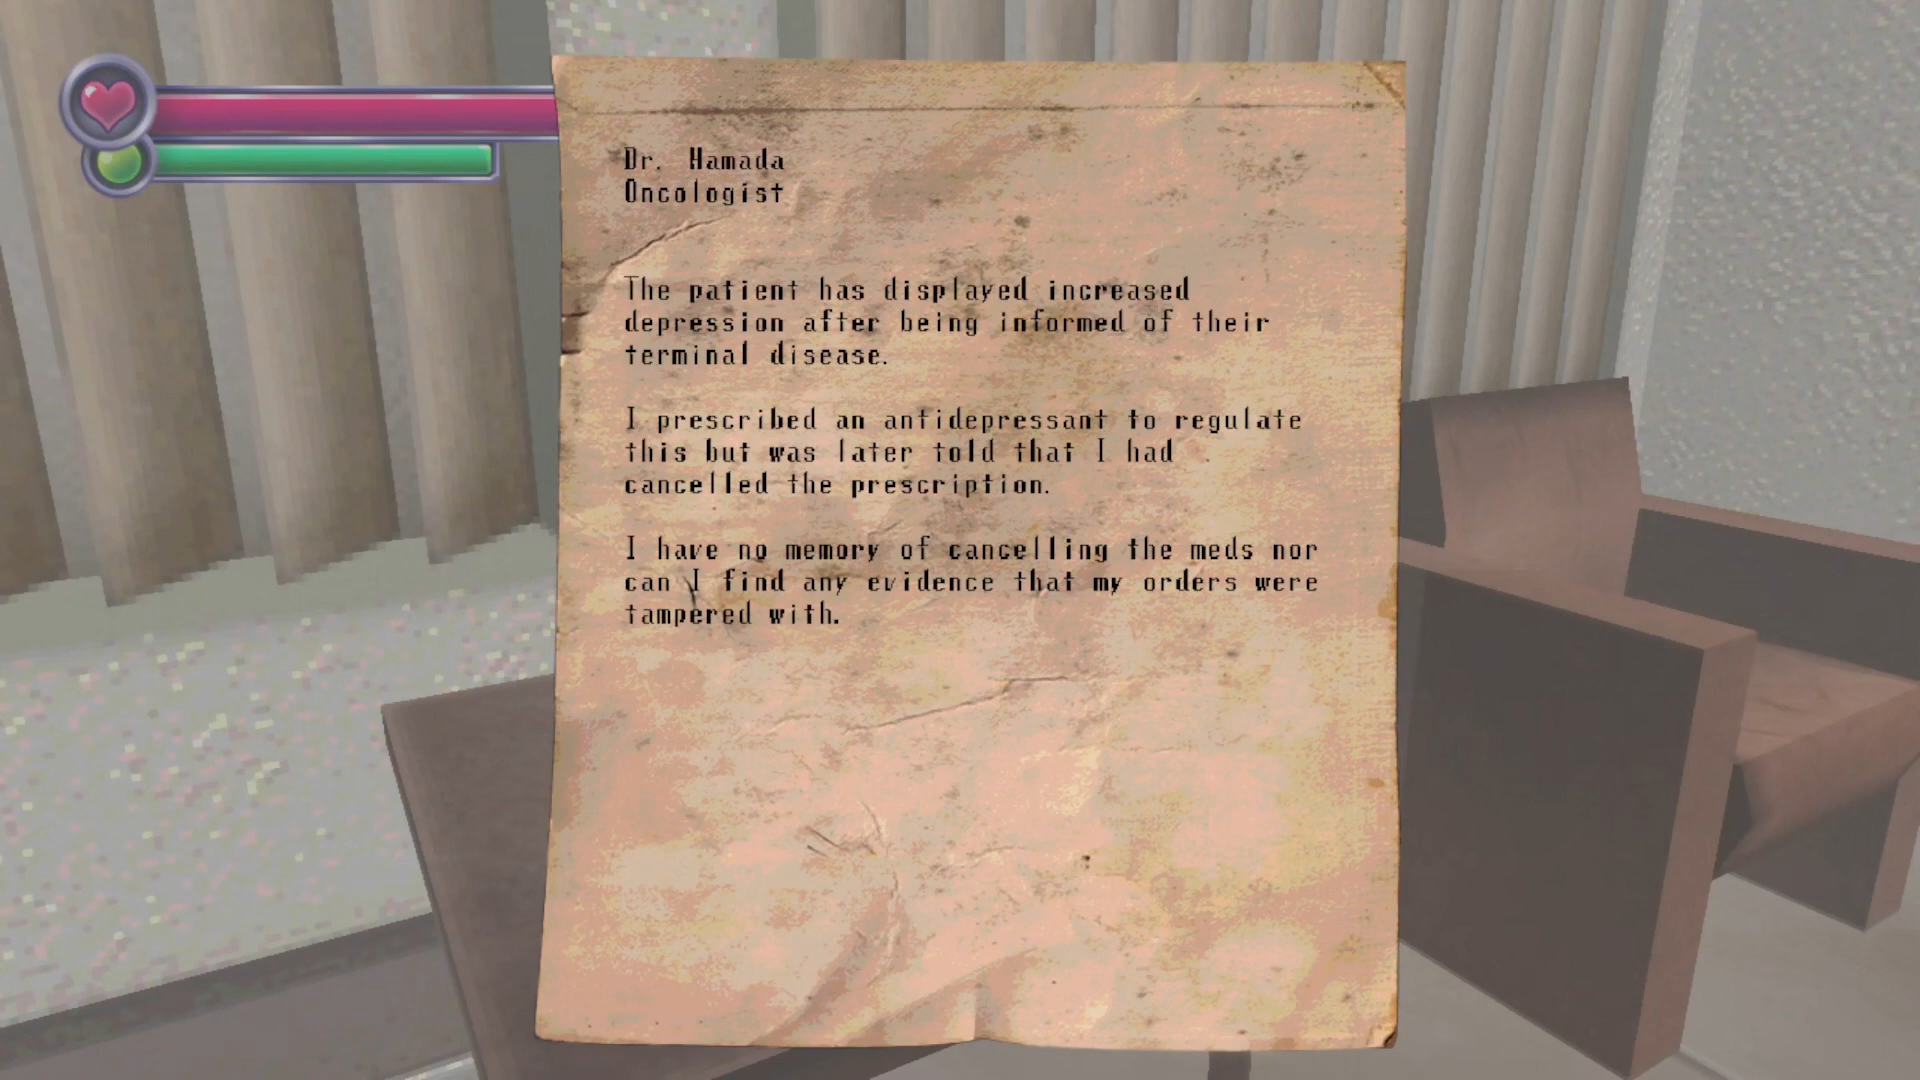 Dr. Hamada
Oncologist
The patient has displayed increased
depression after being informed of their
terminal disease.
I prescribed an antidepressant to regulate
this but was later told that I had
cancelled the prescription.
I have no memory of cancelling the meds nor
can I find any evidence that my orders were
tampered with.